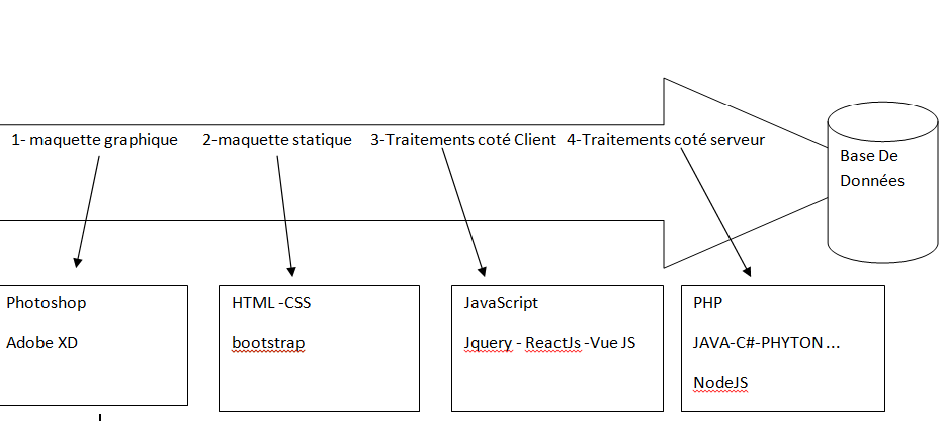 1- maquette graphique
2-maquette statique
3-Traitements coté Client
4-Traitements coté serveur
Base De
Données
Photoshop
Adobe XD
HTML -CSS
bootstrap
JavaScript
Jquery - ReactJs -Vue JS
PHP
JAVA-C#-PHYTON ...
NodeJS